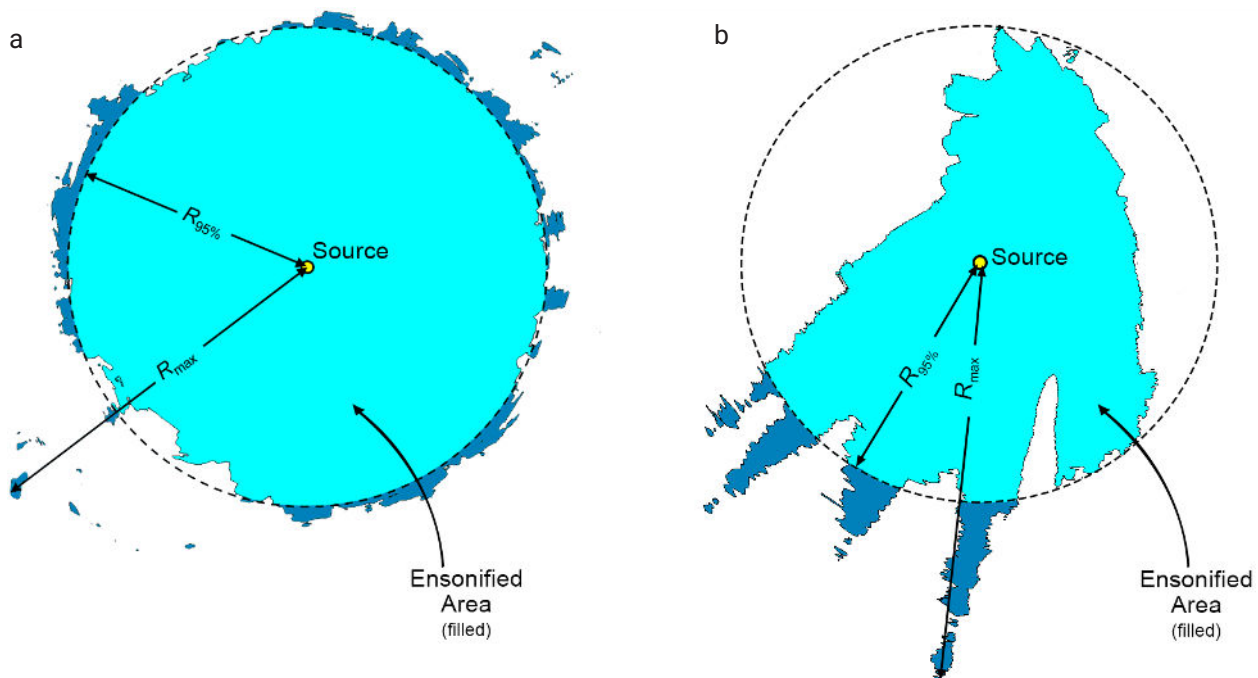 a
R95%
Source
Rmax
Ensonified
Area
(filled)
b
Source
R95%
Rmax
Ensonified
Area
(filled)